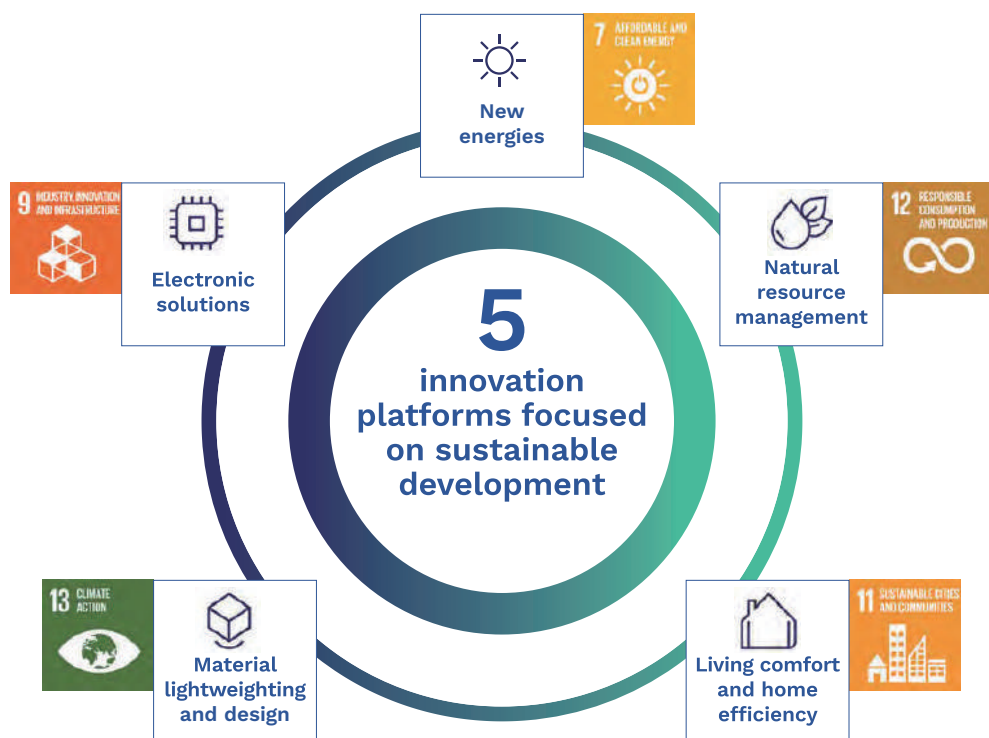 7 AFFORDABLE AND
CLEAN ENERGY
New
energies
9 INDUSTRY, INNOVATION
AND INFRASTRUCTURE
Electronic
solutions
12 RESPONSIBLE
CONSUMPTION
AND PRODUCTION
Natural
resource
management
5
innovation
platforms focused
on sustainable
development
13 CLIMATE
ACTION
Material
lightweighting
and design
11 SUSTAINABLE CITIES
AND COMMUNITIES
Living comfort
and home
efficiency